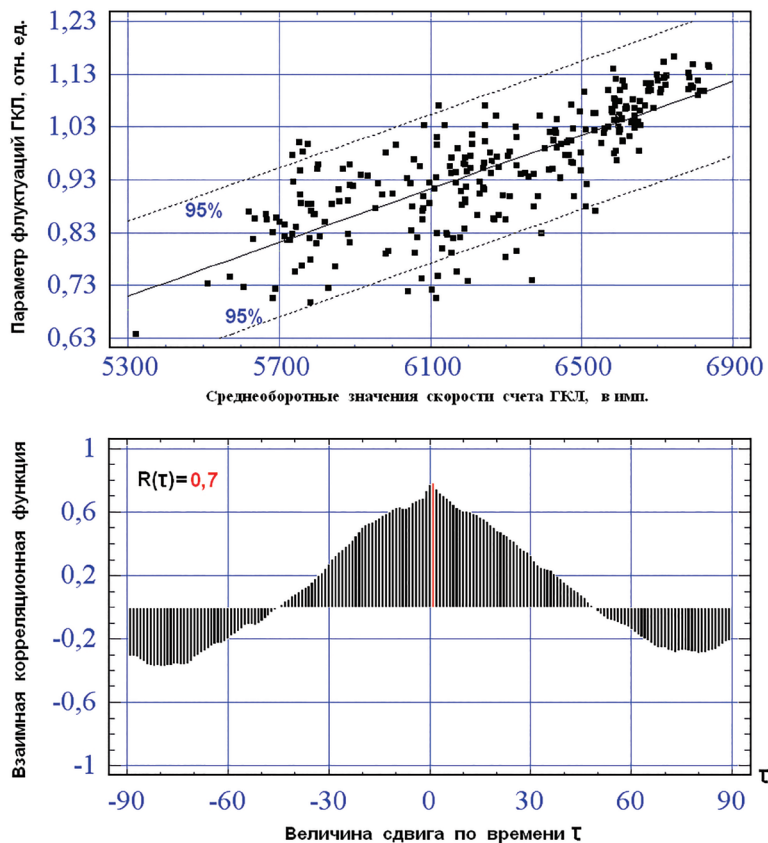 Параметр флуктуаций ГКЛ, отн. ед.
1,23
1,13
1,03
0,93
0,83
0,73
0,63
95%
95%
5300 5700 6100 6500 6900
Среднеоборотные значения скорости счета ГКЛ, в имп.
Взаимная корреляционная функция
1
0,6
0,2
-0,2
-0,6
-1
R(τ)=0,7
-90 -60 -30 0 30 60 90
τ
Величина сдвига по времени τ